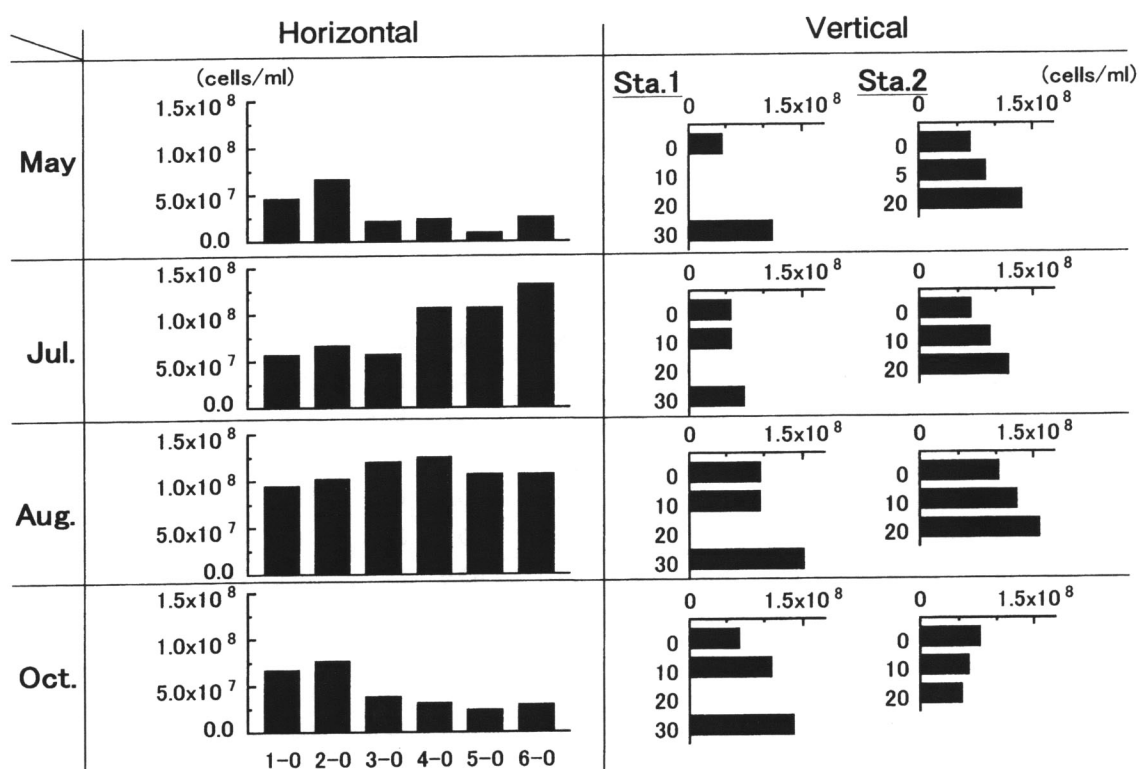 Horizontal
Vertical
May
(cells/ml)
1.5x10⁸
1.0x10⁸
5.0x10⁷
0.0
Sta.1
0 1.5x10⁸
0
10
20
30
Sta.2
(cells/ml)
0 1.5x10⁸
0
5
20
Jul.
1.5x10⁸
1.0x10⁸
5.0x10⁷
0.0
0 1.5x10⁸
0
10
20
30
0 1.5x10⁸
0
10
20
Aug.
1.5x10⁸
1.0x10⁸
5.0x10⁷
0.0
0 1.5x10⁸
0
10
20
30
0 1.5x10⁸
0
10
20
Oct.
1.5x10⁸
1.0x10⁸
5.0x10⁷
0.0
1-0 2-0 3-0 4-0 5-0 6-0
0 1.5x10⁸
0
10
20
30
0 1.5x10⁸
0
10
20